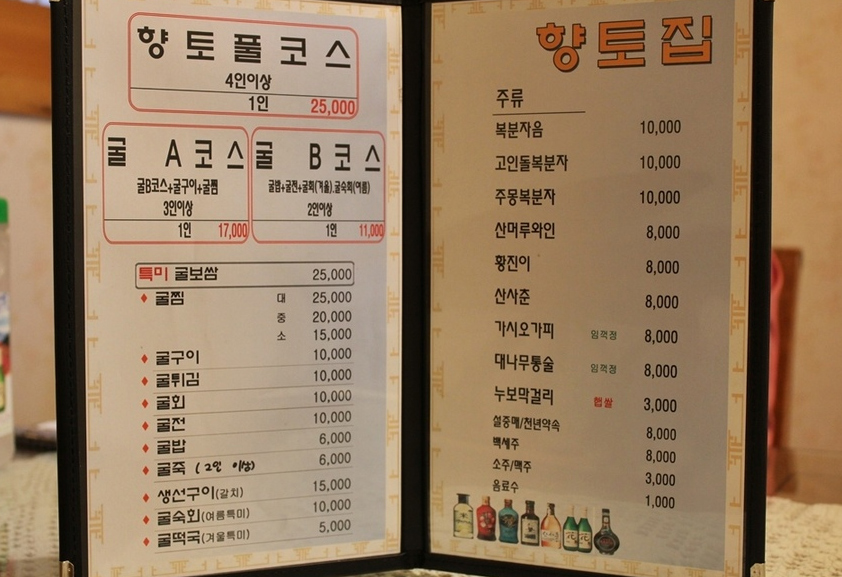 향토풀코스
4인이상
1인 25,000
굴 A코스
굴B코스+굴구이+굴찜
3인이상
1인 17,000
굴 B코스
굴밥+굴전+굴회(겨울),굴숙회(여름)
2인이상
1인 11,000
특미 굴보쌈 25,000
굴찜 대 25,000
중 20,000
소 15,000
굴구이 10,000
굴튀김 10,000
굴회 10,000
굴전 10,000
굴밥 6,000
굴죽 (2인 이상) 6,000
생선구이(갈치) 15,000
굴숙회(여름특미) 10,000
굴떡국(겨울특미) 5,000
향토집
주류
복분자음 10,000
고인돌복분자 10,000
주몽복분자 10,000
산머루와인 8,000
황진이 8,000
산사춘 8,000
가시오가피 임꺽정 8,000
대나무통술 임꺽정 8,000
누보막걸리 햅쌀 3,000
설중매/천년약속 8,000
백세주 8,000
소주/맥주 3,000
음료수 1,000